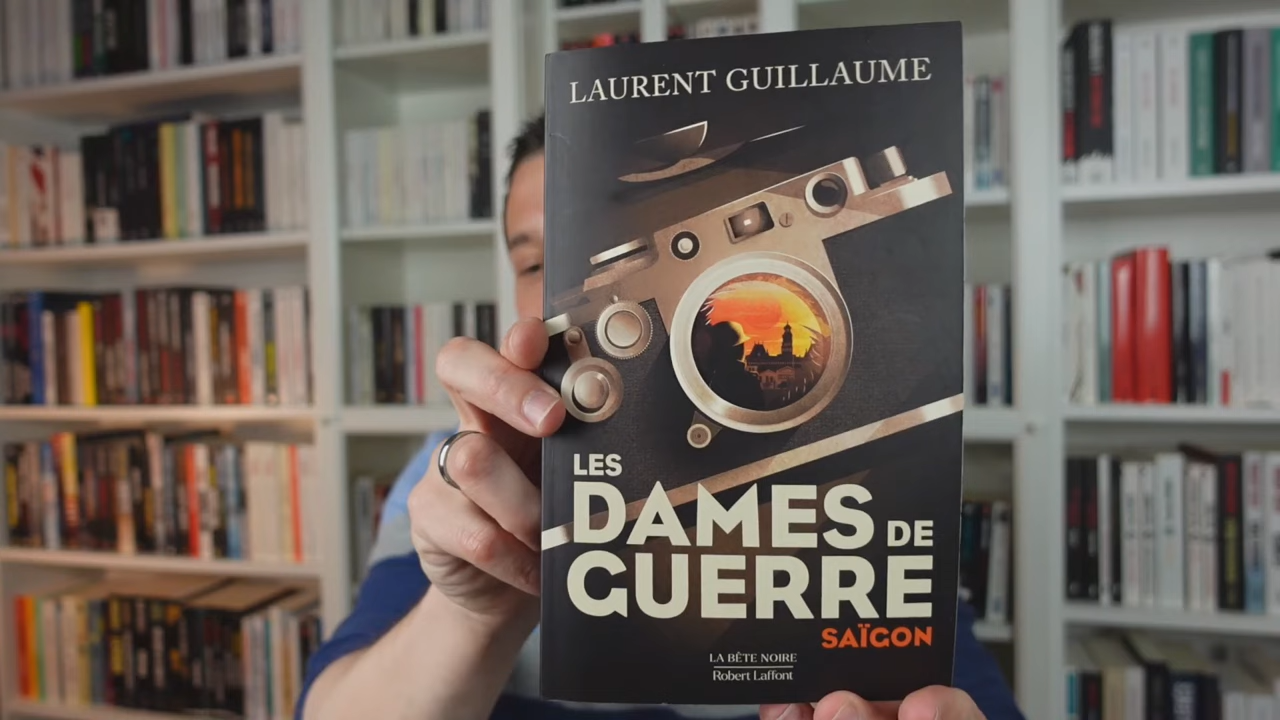 LAURENT GUILLAUME
LES
DAMES DE
GUERRE
SAÏGON
LA BÊTE NOIRE
Robert Laffont